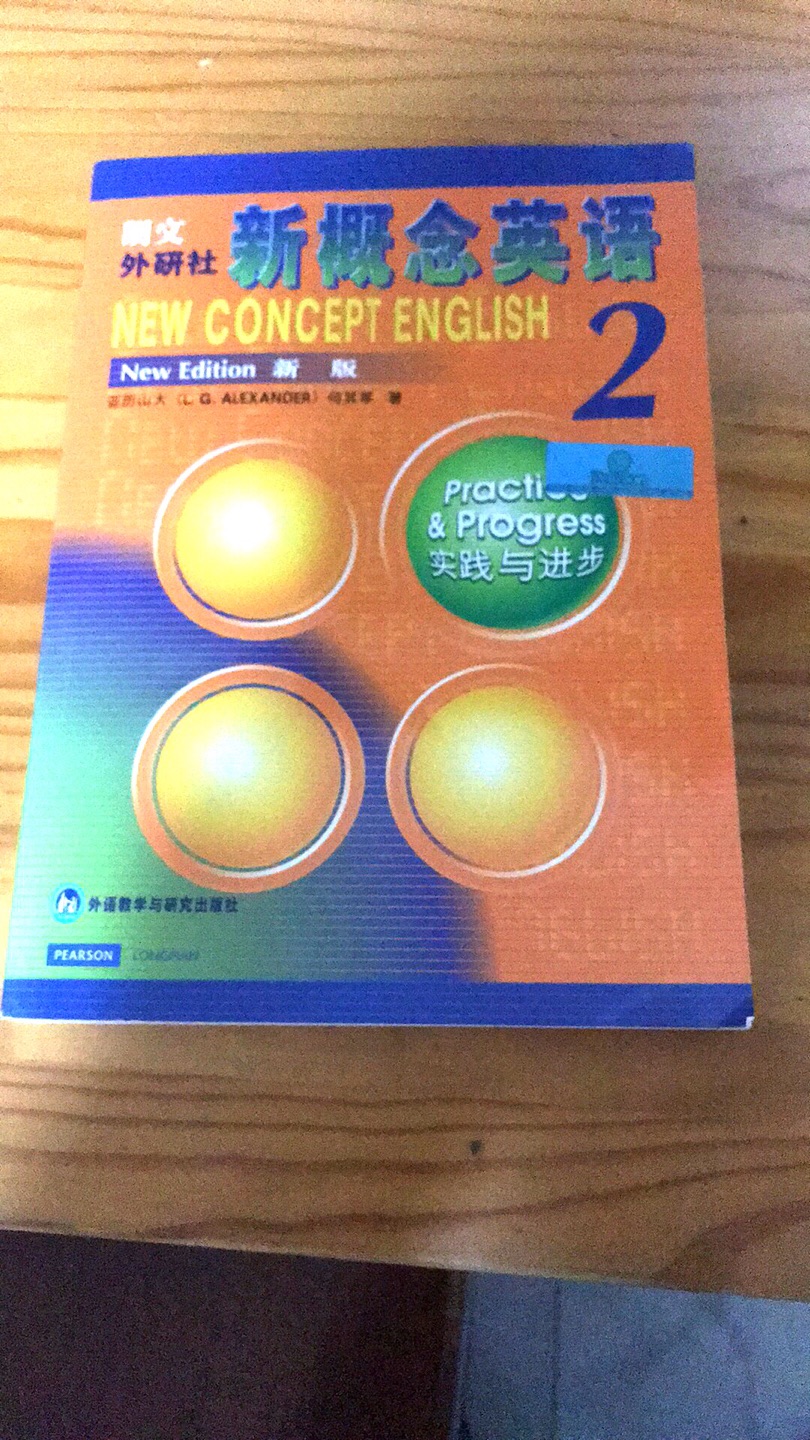 朗文
外研社
新概念英语
NEW CONCEPT ENGLISH
2
New Edition 新 版
亚历山大 (L. G. ALEXANDER) 何其莘 著
Practice
& Progress
实践与进步
外语教学与研究出版社
PEARSON LONGMAN